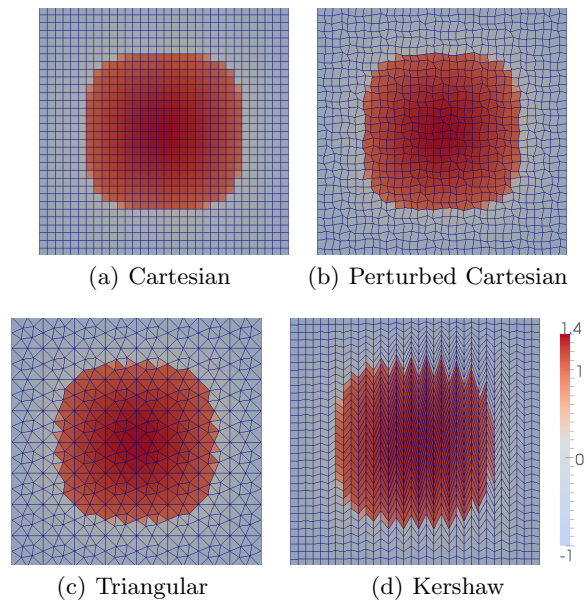 (a) Cartesian
(b) Perturbed Cartesian
1.4
1
0
-1
(c) Triangular
(d) Kershaw